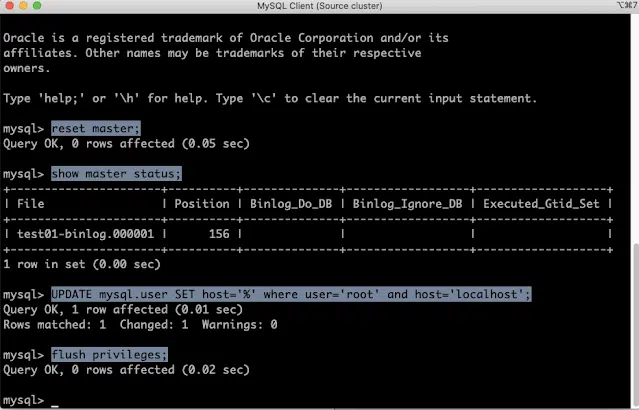 MySQL Client (Source cluster)
⌥⌘7
Oracle is a registered trademark of Oracle Corporation and/or its
affiliates. Other names may be trademarks of their respective
owners.
Type 'help;' or '\h' for help. Type '\c' to clear the current input statement.
mysql> reset master;
Query OK, 0 rows affected (0.05 sec)
mysql> show master status;
+----------------------+----------+--------------+------------------+-------------------+
| File | Position | Binlog_Do_DB | Binlog_Ignore_DB | Executed_Gtid_Set |
+----------------------+----------+--------------+------------------+-------------------+
| test01-binlog.000001 | 156 | | | |
+----------------------+----------+--------------+------------------+-------------------+
1 row in set (0.00 sec)
mysql> UPDATE mysql.user SET host='%' where user='root' and host='localhost';
Query OK, 1 row affected (0.01 sec)
Rows matched: 1 Changed: 1 Warnings: 0
mysql> flush privileges;
Query OK, 0 rows affected (0.02 sec)
mysql> _